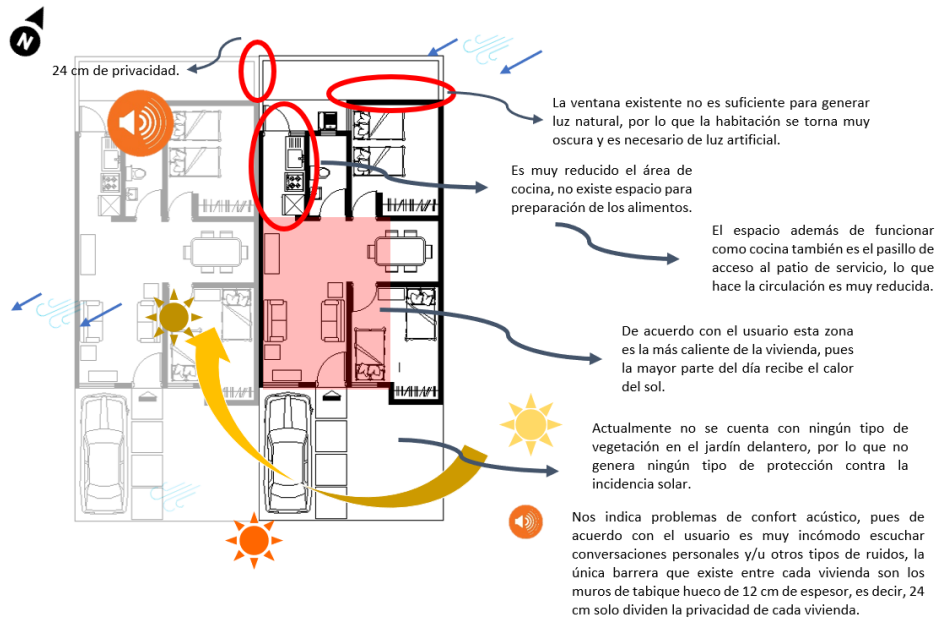 N
24 cm de privacidad.
La ventana existente no es suficiente para generar
luz natural, por lo que la habitación se torna muy
oscura y es necesario de luz artificial.
Es muy reducido el área de
cocina, no existe espacio para
preparación de los alimentos.
El espacio además de funcionar
como cocina también es el pasillo de
acceso al patio de servicio, lo que
hace la circulación es muy reducida.
De acuerdo con el usuario esta zona
es la más caliente de la vivienda, pues
la mayor parte del día recibe el calor
del sol.
Actualmente no se cuenta con ningún tipo de
vegetación en el jardín delantero, por lo que no
genera ningún tipo de protección contra la
incidencia solar.
Nos indica problemas de confort acústico, pues de
acuerdo con el usuario es muy incómodo escuchar
conversaciones personales y/u otros tipos de ruidos, la
única barrera que existe entre cada vivienda son los
muros de tabique hueco de 12 cm de espesor, es decir, 24
cm solo dividen la privacidad de cada vivienda.